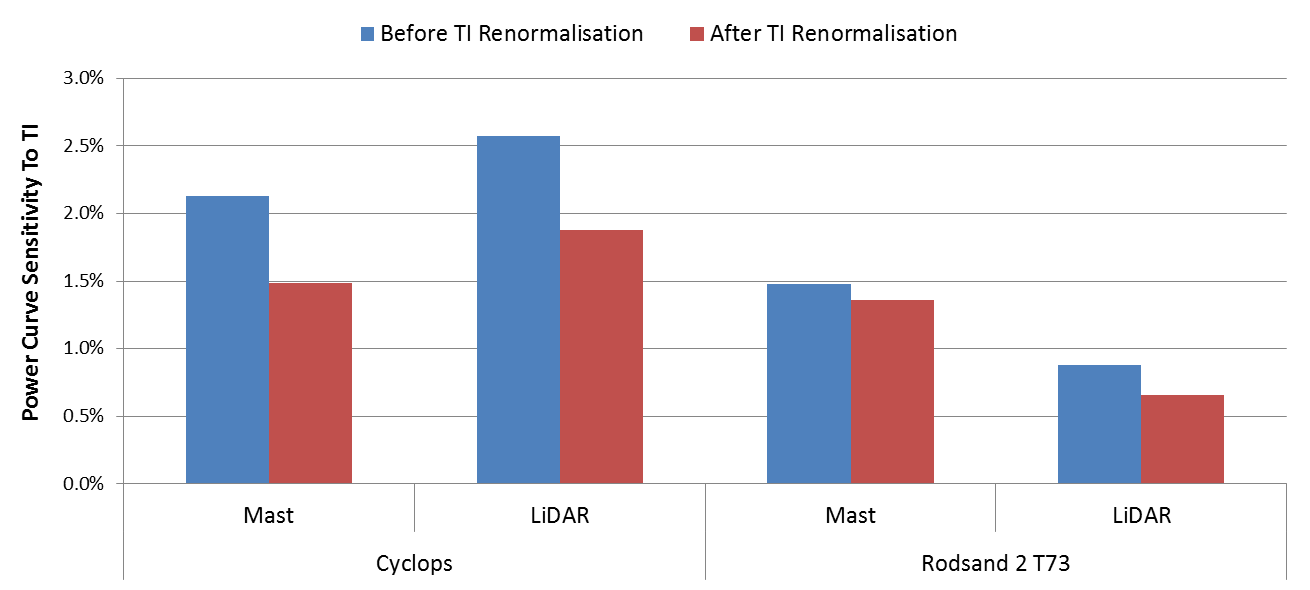 Before TI Renormalisation After TI Renormalisation
Power Curve Sensitivity To TI
3.0%
2.5%
2.0%
1.5%
1.0%
0.5%
0.0%
Mast LiDAR Mast LiDAR
Cyclops Rodsand 2 T73